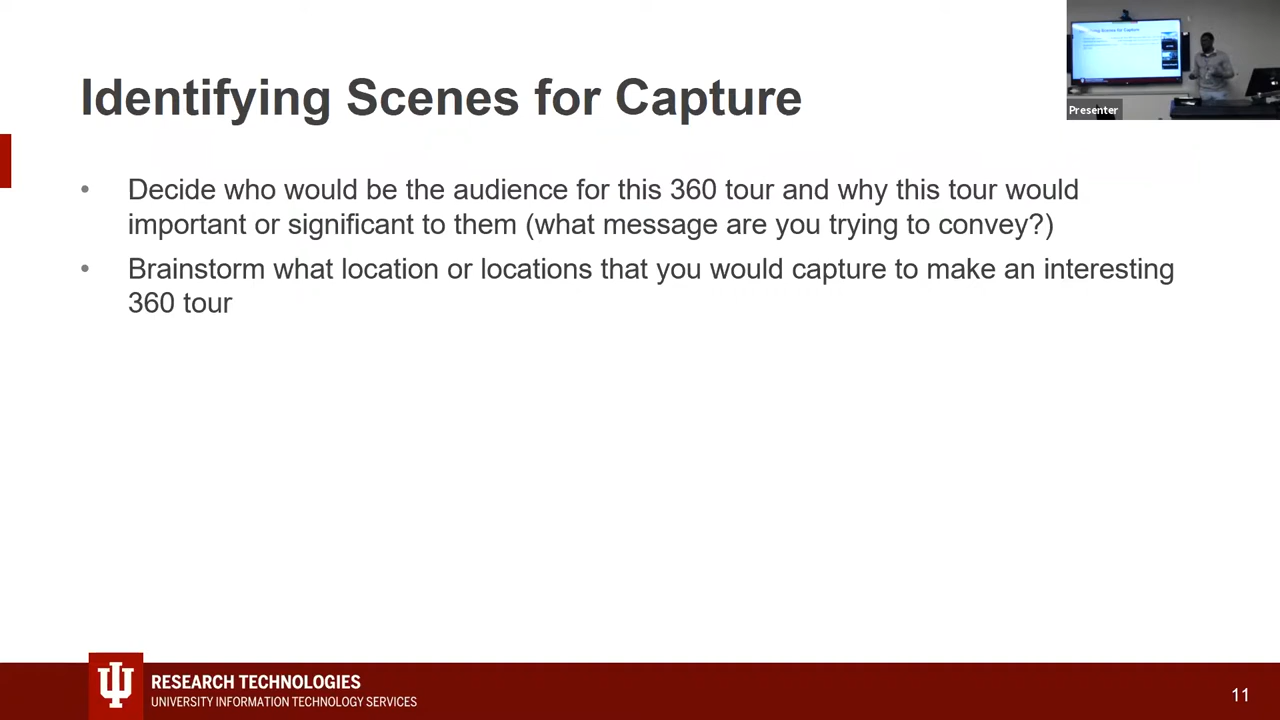 Identifying Scenes for Capture
Presenter
• Decide who would be the audience for this 360 tour and why this tour would
important or significant to them (what message are you trying to convey?)
• Brainstorm what location or locations that you would capture to make an interesting
360 tour
RESEARCH TECHNOLOGIES
UNIVERSITY INFORMATION TECHNOLOGY SERVICES
11